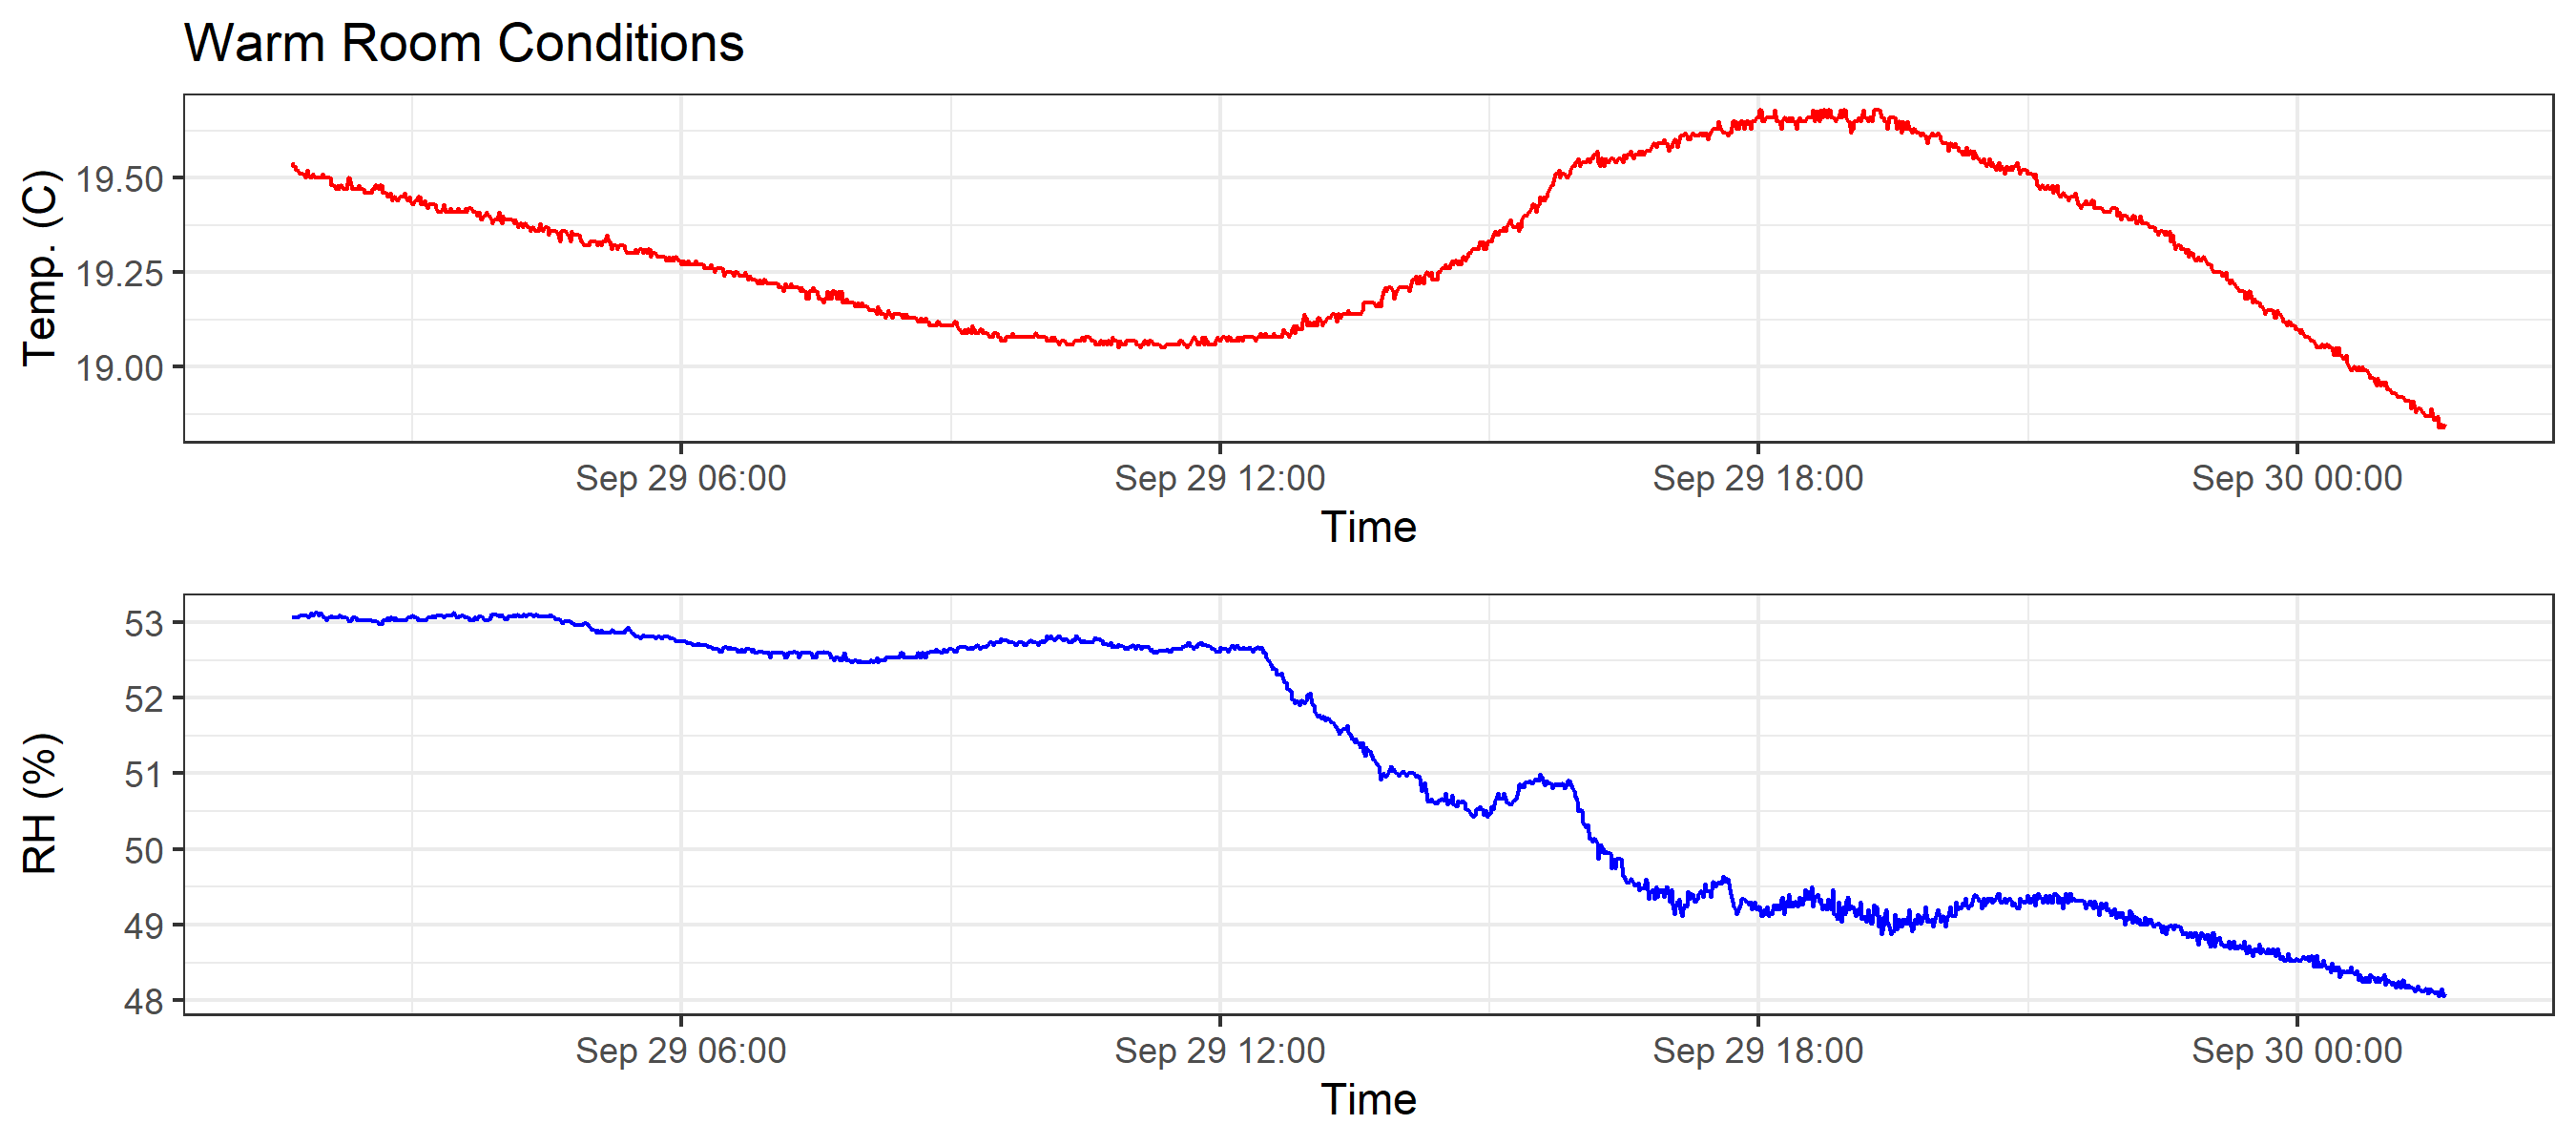 Warm Room Conditions
Temp. (C)
19.50
19.25
19.00
Sep 29 06:00 Sep 29 12:00 Sep 29 18:00 Sep 30 00:00
Time
RH (%)
53
52
51
50
49
48
Sep 29 06:00 Sep 29 12:00 Sep 29 18:00 Sep 30 00:00
Time